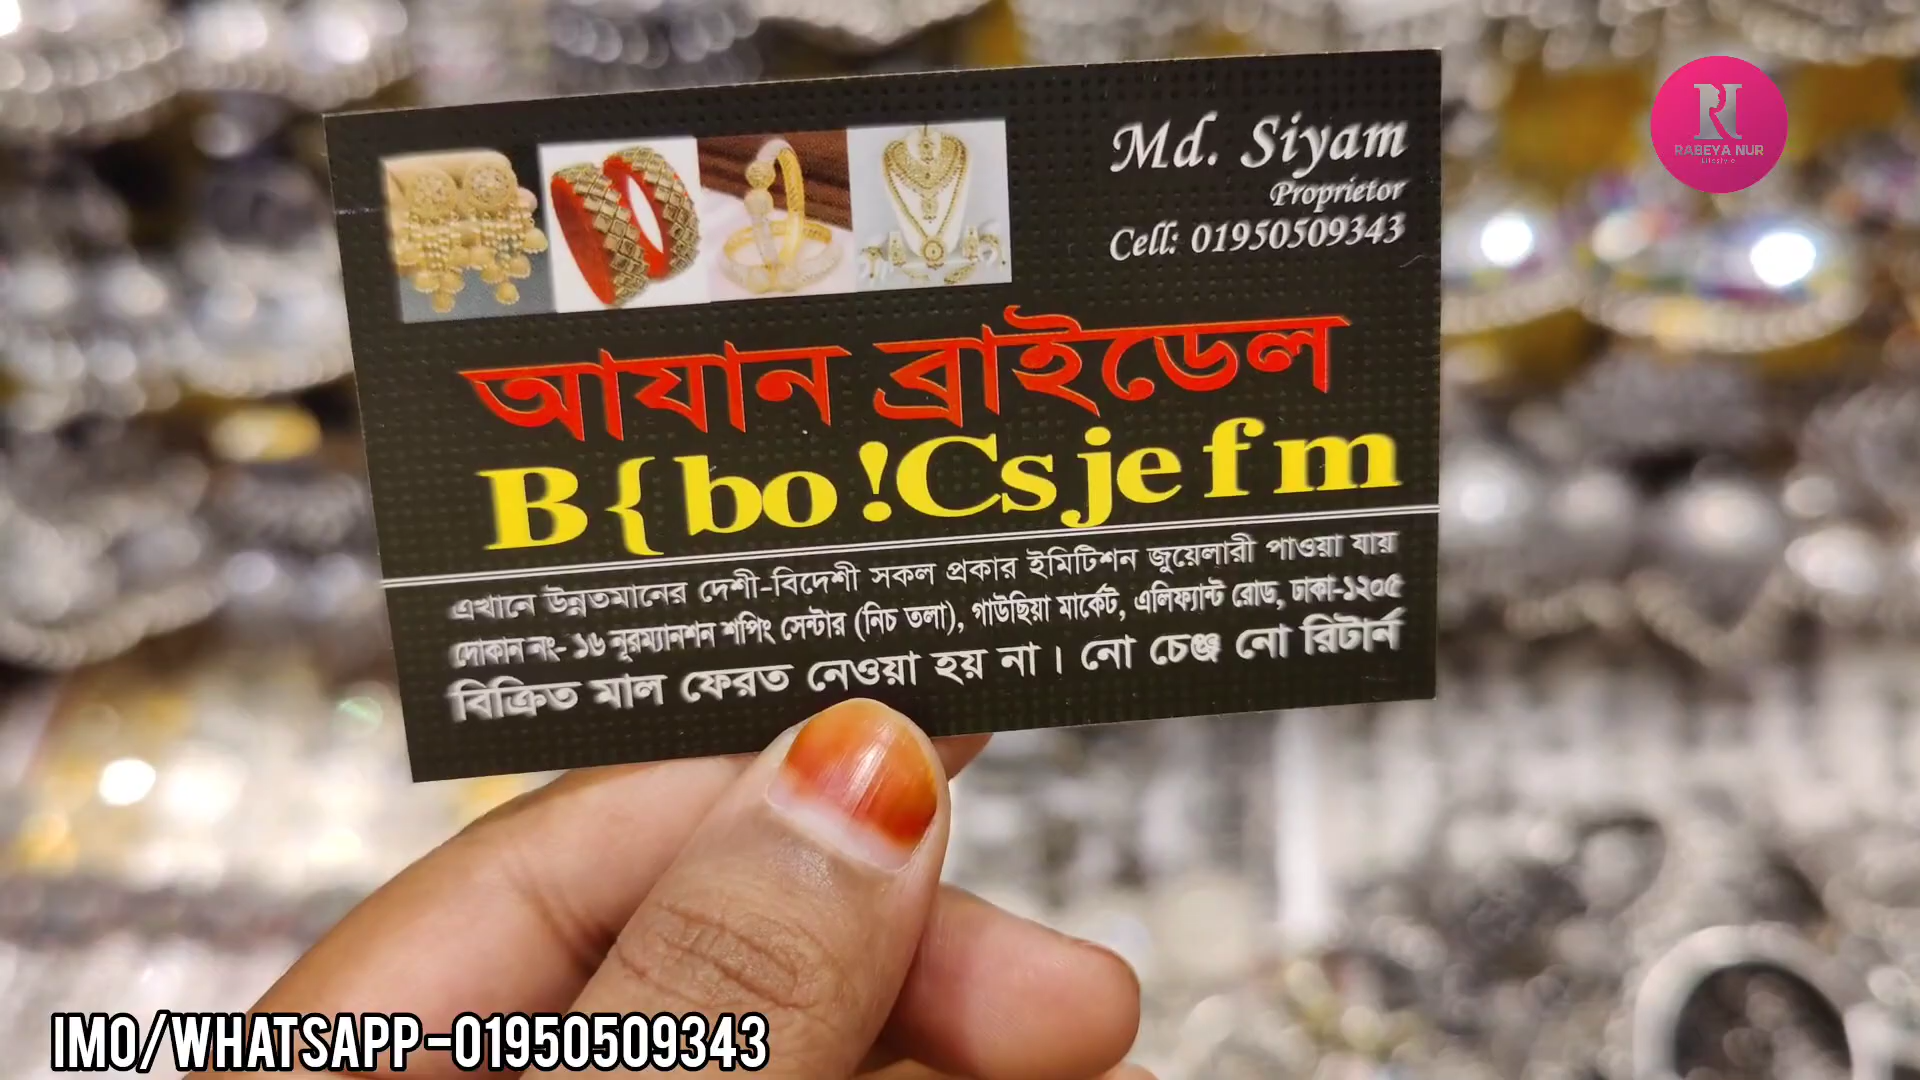 Md. Siyam
Proprietor
Cell: 01950509343
আযান ব্রাইডেল
B{bo!Csjefm
এখানে উন্নতমানের দেশী-বিদেশী সকল প্রকার ইমিটিশন জুয়েলারী পাওয়া যায়
দোকান নং- ১৬ নূরম্যানশন শপিং সেন্টার (নিচ তলা), গাউছিয়া মার্কেট, এলিফ্যান্ট রোড, ঢাকা-১২০৫
বিক্রিত মাল ফেরত নেওয়া হয় না। নো চেঞ্জ নো রিটার্ন
RABEYA NUR
Lifestyle
IMO/WHATSAPP-01950509343